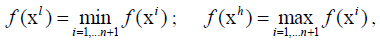 f(x^l) = min_{i=1,...n+1} f(x^i); f(x^h) = max_{i=1,...n+1} f(x^i),